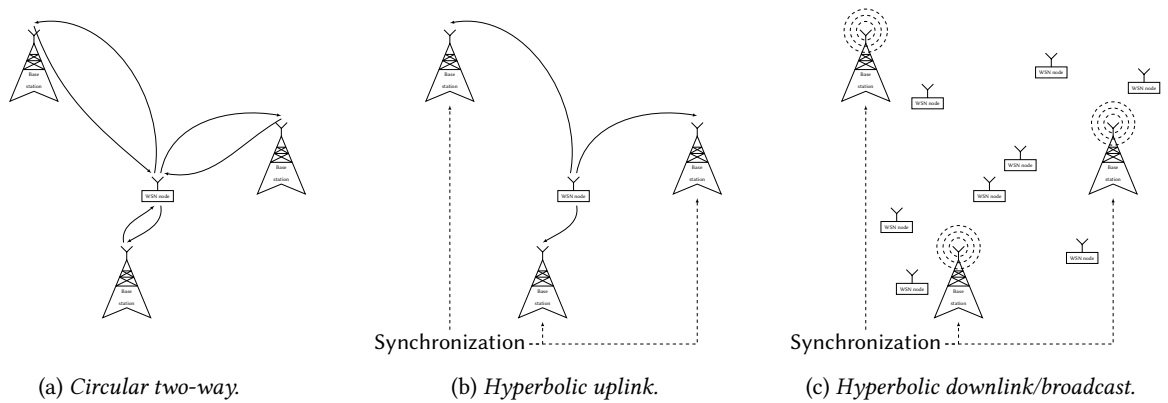 Base
station
Base
station
WSN node
Base
station
Base
station
Base
station
WSN node
Base
station
Synchronization
Base
station
WSN node
WSN node
WSN node
Base
station
WSN node
WSN node
WSN node
WSN node
WSN node
Base
station
Synchronization
(a) Circular two-way.
(b) Hyperbolic uplink.
(c) Hyperbolic downlink/broadcast.